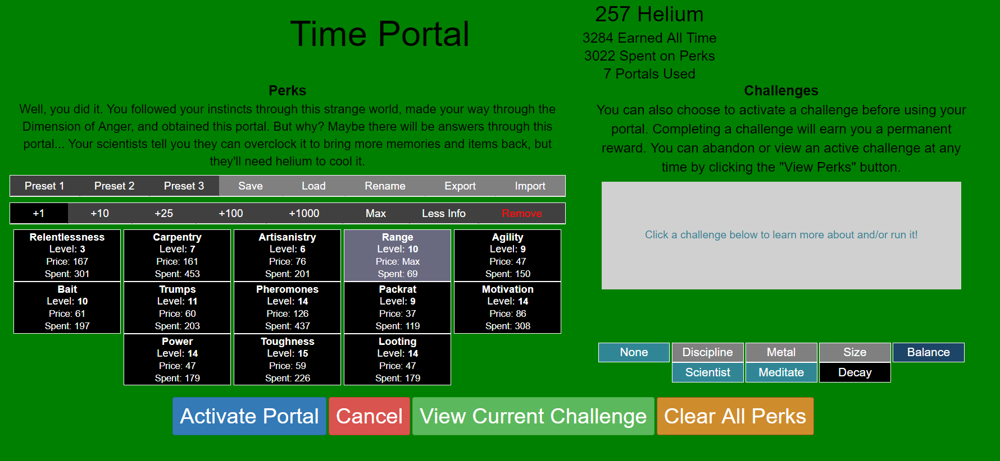 Time Portal
257 Helium
3284 Earned All Time
3022 Spent on Perks
7 Portals Used
Perks
Well, you did it. You followed your instincts through this strange world, made your way through the
Dimension of Anger, and obtained this portal. But why? Maybe there will be answers through this
portal... Your scientists tell you they can overclock it to bring more memories and items back, but
they'll need helium to cool it.
Preset 1 Preset 2 Preset 3 Save Load Rename Export Import
+1 +10 +25 +100 +1000 Max Less Info Remove
Relentlessness
Level: 3
Price: 167
Spent: 301
Carpentry
Level: 7
Price: 161
Spent: 453
Artisanistry
Level: 6
Price: 76
Spent: 201
Range
Level: 10
Price: Max
Spent: 69
Agility
Level: 9
Price: 47
Spent: 150
Bait
Level: 10
Price: 61
Spent: 197
Trumps
Level: 11
Price: 60
Spent: 203
Pheromones
Level: 14
Price: 126
Spent: 437
Packrat
Level: 9
Price: 37
Spent: 119
Motivation
Level: 14
Price: 86
Spent: 308
Power
Level: 14
Price: 47
Spent: 179
Toughness
Level: 15
Price: 59
Spent: 226
Looting
Level: 14
Price: 47
Spent: 179
Challenges
You can also choose to activate a challenge before using your
portal. Completing a challenge will earn you a permanent
reward. You can abandon or view an active challenge at any
time by clicking the "View Perks" button.
Click a challenge below to learn more about and/or run it!
None Discipline Metal Size Balance
Scientist Meditate Decay
Activate Portal Cancel View Current Challenge Clear All Perks